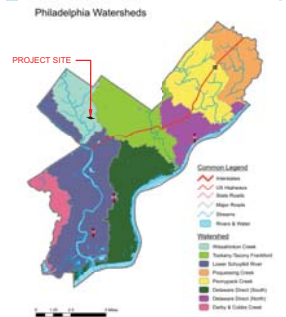 Philadelphia Watersheds
PROJECT SITE
Common Legend
Interstates
US Highways
State Roads
Major Roads
Streams
Rivers & Water
Watershed
Wissahickon Creek
Tookany-Tacony Frankford
Lower Schuylkill River
Poquessing Creek
Pennypack Creek
Delaware Direct (South)
Delaware Direct (North)
Darby & Cobbs Creek